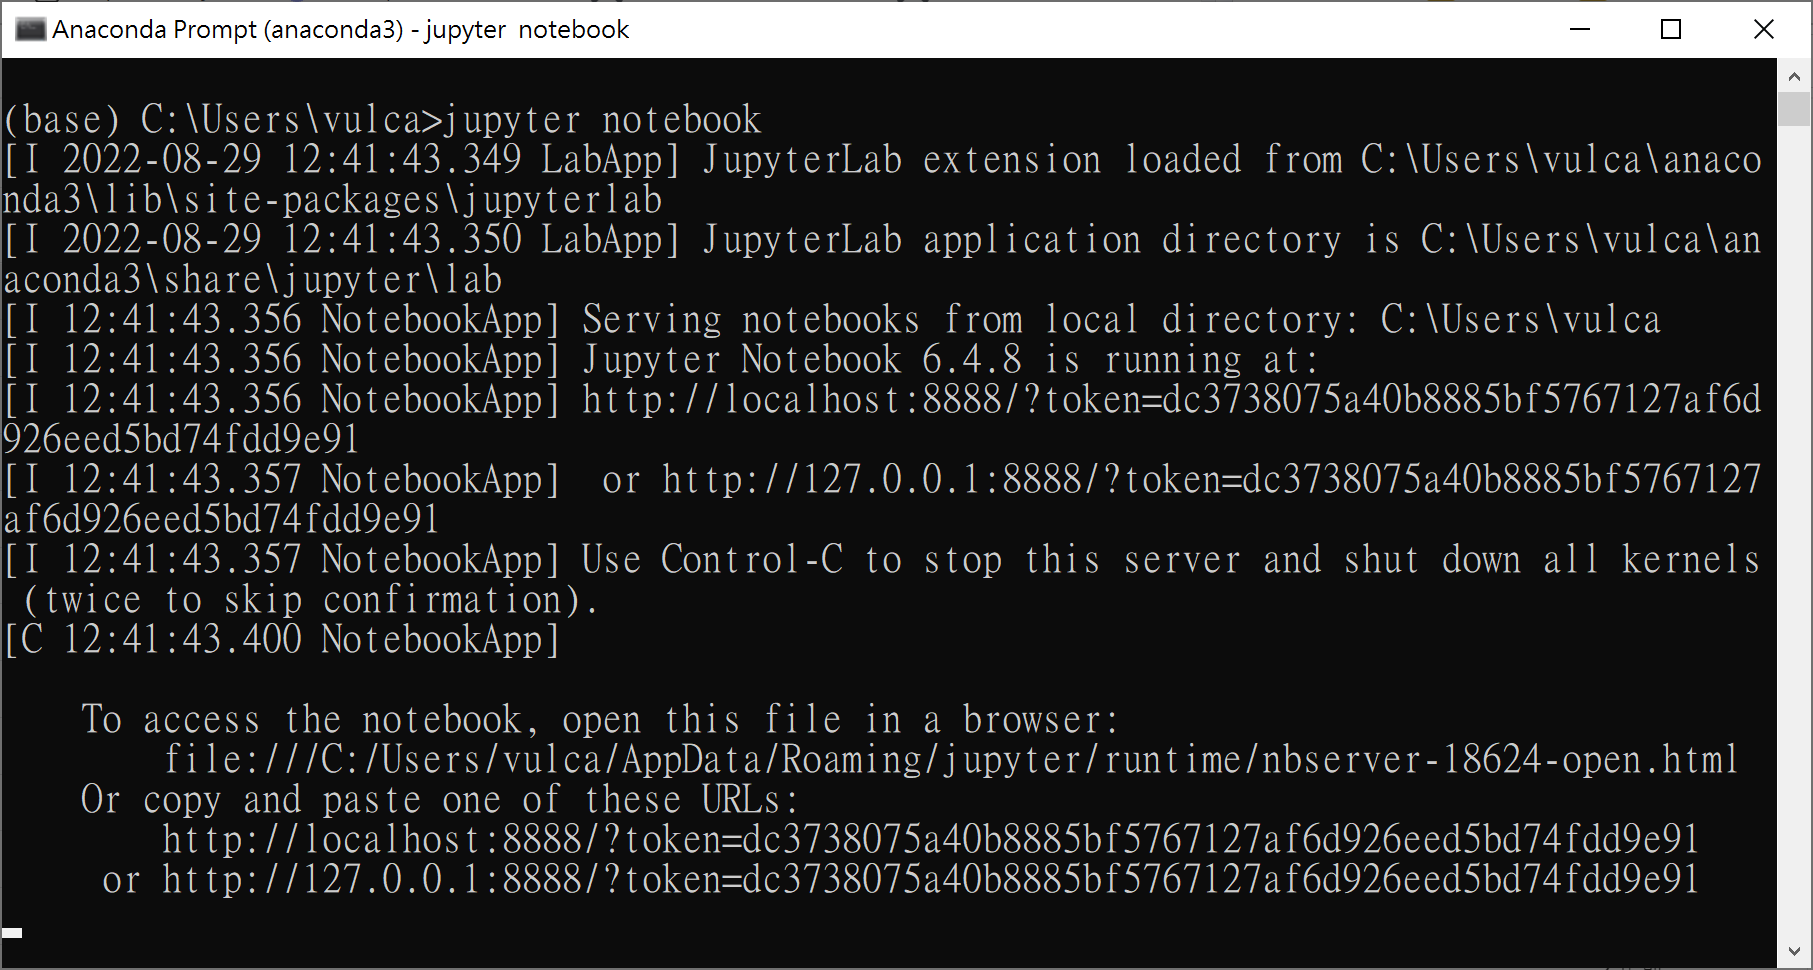 Anaconda Prompt (anaconda3) - jupyter  notebook
(base) C:\Users\vulca>jupyter notebook
[I 2022-08-29 12:41:43.349 LabApp] JupyterLab extension loaded from C:\Users\vulca\anaco
nda3\lib\site-packages\jupyterlab
[I 2022-08-29 12:41:43.350 LabApp] JupyterLab application directory is C:\Users\vulca\an
aconda3\share\jupyter\lab
[I 12:41:43.356 NotebookApp] Serving notebooks from local directory: C:\Users\vulca
[I 12:41:43.356 NotebookApp] Jupyter Notebook 6.4.8 is running at:
[I 12:41:43.356 NotebookApp] http://localhost:8888/?token=dc3738075a40b8885bf5767127af6d
926eed5bd74fdd9e91
[I 12:41:43.357 NotebookApp]  or http://127.0.0.1:8888/?token=dc3738075a40b8885bf5767127
af6d926eed5bd74fdd9e91
[I 12:41:43.357 NotebookApp] Use Control-C to stop this server and shut down all kernels
 (twice to skip confirmation).
[C 12:41:43.400 NotebookApp]
    To access the notebook, open this file in a browser:
        file:///C:/Users/vulca/AppData/Roaming/jupyter/runtime/nbserver-18624-open.html
    Or copy and paste one of these URLs:
        http://localhost:8888/?token=dc3738075a40b8885bf5767127af6d926eed5bd74fdd9e91
     or http://127.0.0.1:8888/?token=dc3738075a40b8885bf5767127af6d926eed5bd74fdd9e91